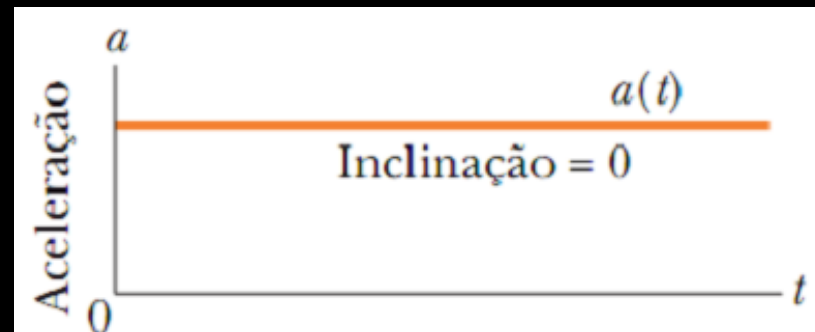 a
a(t)
Aceleração
Inclinação = 0
0
t